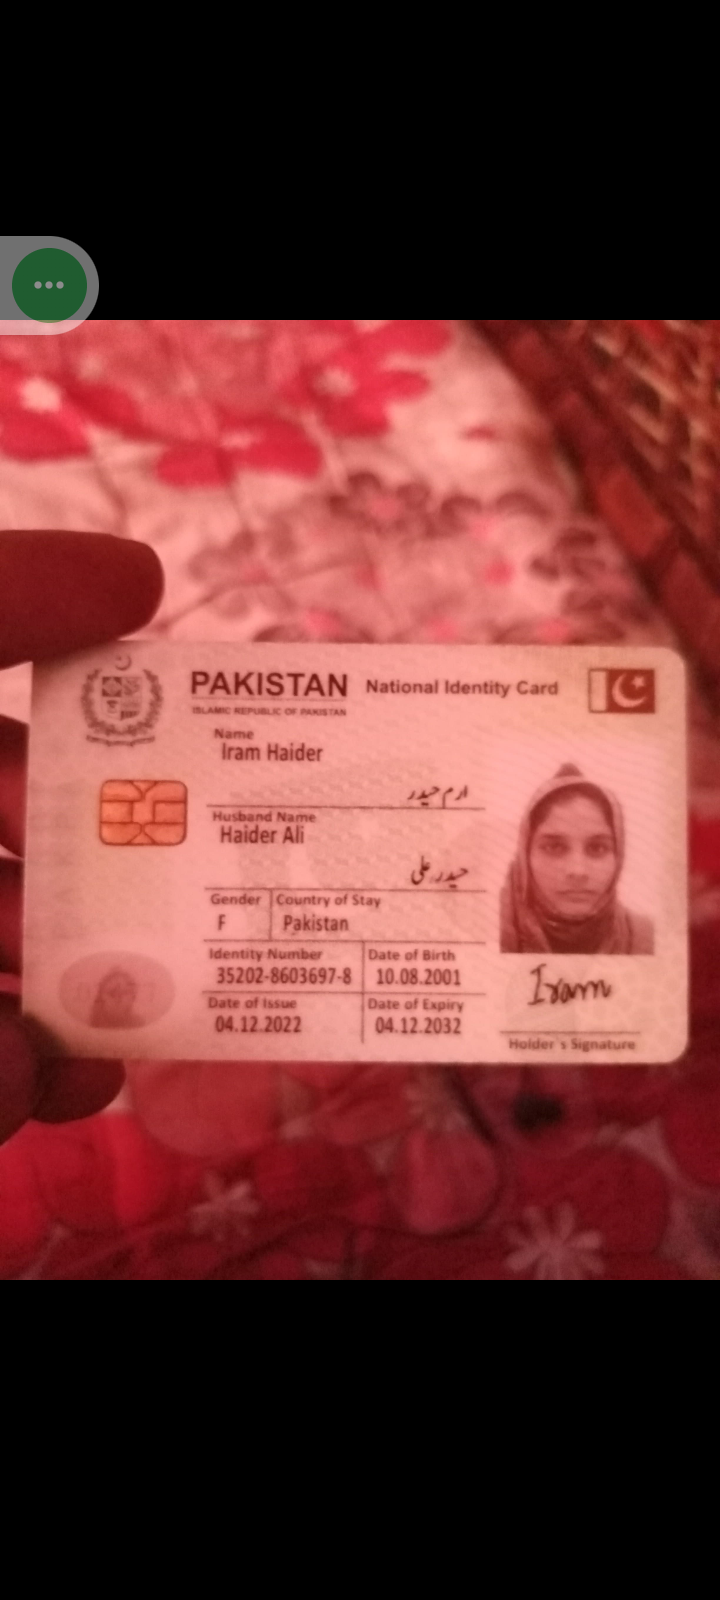 PAKISTAN National Identity Card
ISLAMIC REPUBLIC OF PAKISTAN
Name
Iram Haider
ارم حیدر
Husband Name
Haider Ali
حیدر علی
Gender Country of Stay
F Pakistan
Identity Number Date of Birth
35202-8603697-8 10.08.2001
Date of Issue Date of Expiry
04.12.2022 04.12.2032
Iram
Holder's Signature